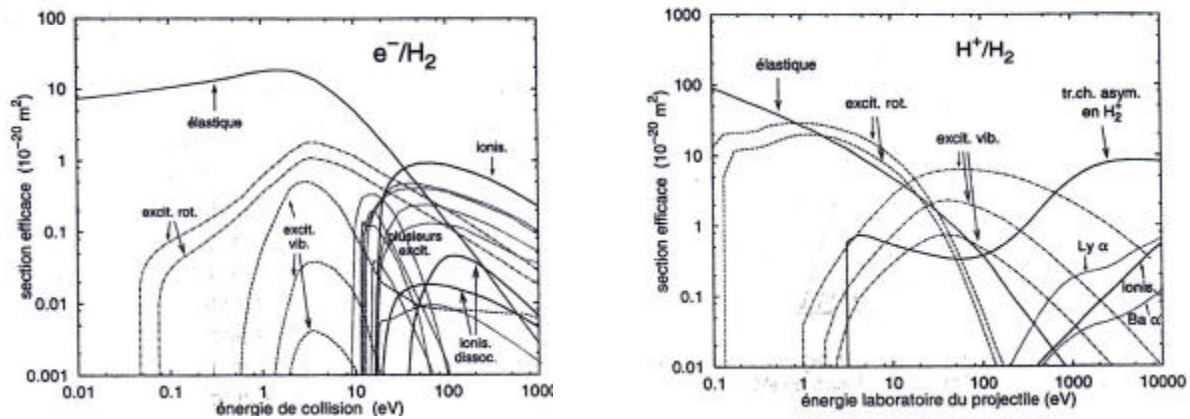 e⁻/H₂
100
10
1
0.1
0.01
0.001
section efficace (10⁻²⁰ m²)
élastique
ionis.
excit. rot.
excit.
vib.
plusieurs
excit.
ionis.
dissoc.
0.01
0.1
1
10
100
1000
énergie de collision (eV)
H⁺/H₂
1000
100
10
1
0.1
0.01
section efficace (10⁻²⁰ m²)
élastique
excit. rot.
excit. vib.
tr.ch. asym.
en H₂⁺
Ly α
Ionis.
Ba α
0.1
1
10
100
1000
10000
énergie laboratoire du projectile (eV)